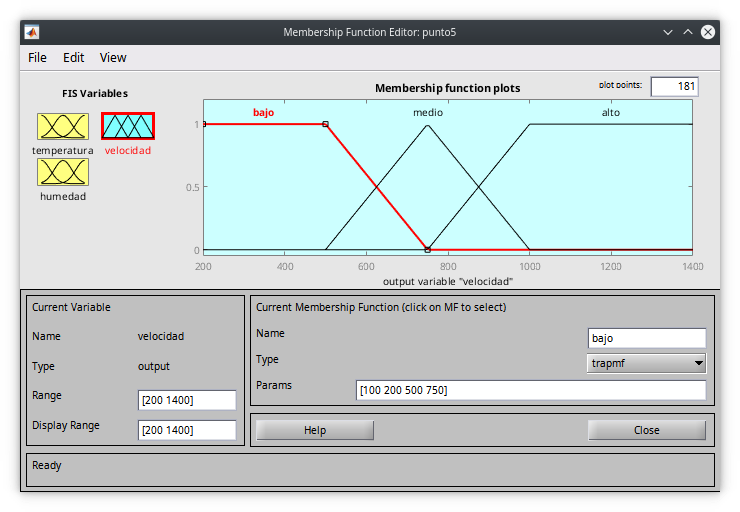 Membership Function Editor: punto5
File Edit View
FIS Variables
temperatura
velocidad
humedad
Membership function plots
plot points: 181
bajo medio alto
1
0.5
0
200 400 600 800 1000 1200 1400
output variable "velocidad"
Current Variable
Name velocidad
Type output
Range [200 1400]
Display Range [200 1400]
Current Membership Function (click on MF to select)
Name bajo
Type trapmf
Params [100 200 500 750]
Help Close
Ready